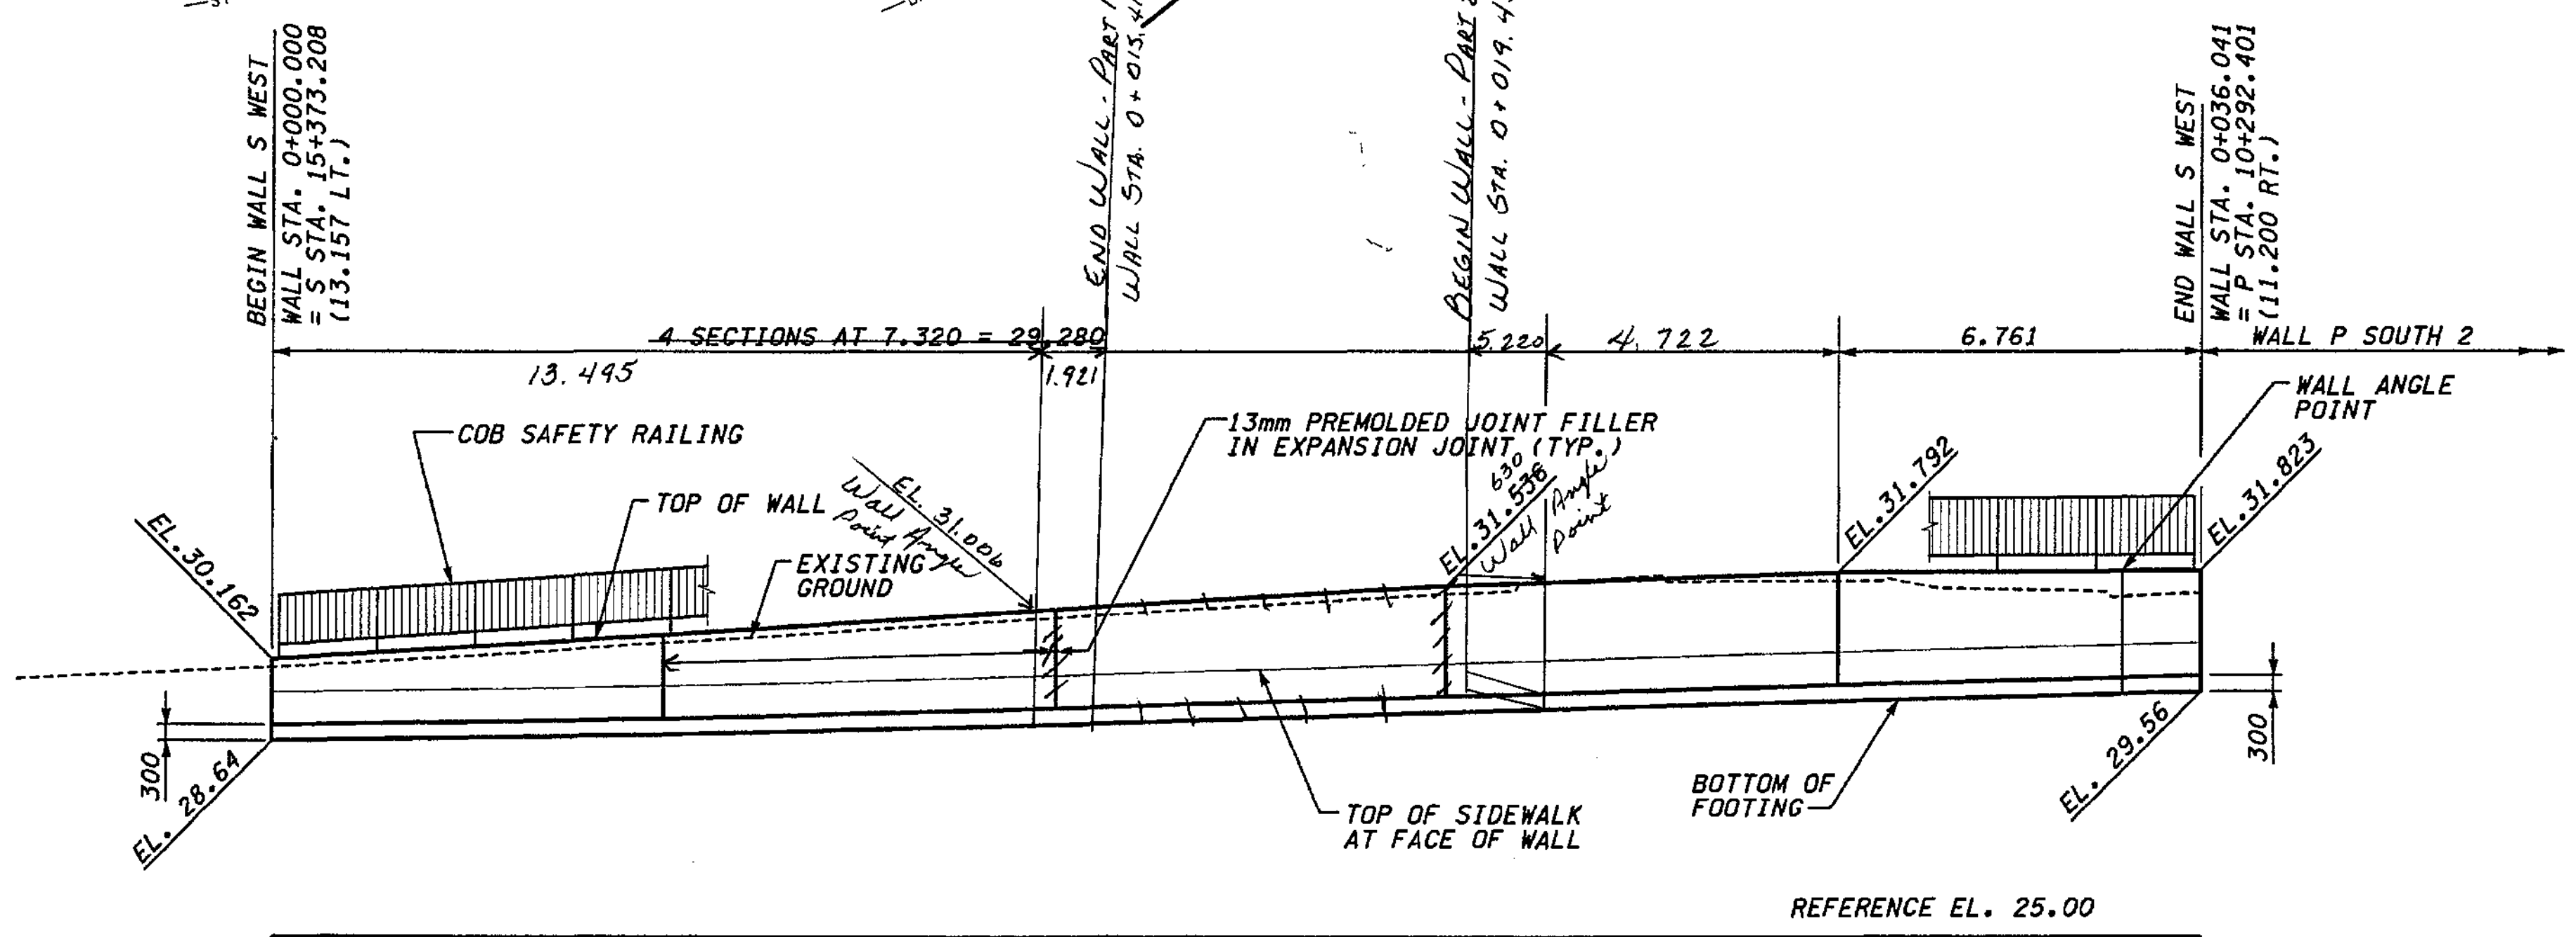 BEGIN WALL S WEST
WALL STA. 0+000.000
= S STA. 15+373.208
(13.157 LT.)
END WALL - PART
WALL STA. 0+015.41
BEGIN WALL - PART
WALL STA. 0+019.4
END WALL S WEST
WALL STA. 0+036.041
= P STA. 10+292.401
(11.200 RT.)
4 SECTIONS AT 7.320 = 29.280
13.495
1.921
5.220
4.722
6.761
WALL P SOUTH 2
WALL ANGLE
POINT
COB SAFETY RAILING
13mm PREMOLDED JOINT FILLER
IN EXPANSION JOINT (TYP.)
TOP OF WALL
EXISTING
GROUND
EL. 31.006
Wall Angle
Point
630
EL.31.538
Wall Angle
Point
EL.31.792
EL.31.823
EL.30.162
300
EL. 28.64
TOP OF SIDEWALK
AT FACE OF WALL
BOTTOM OF
FOOTING
EL. 29.56
300
REFERENCE EL. 25.00